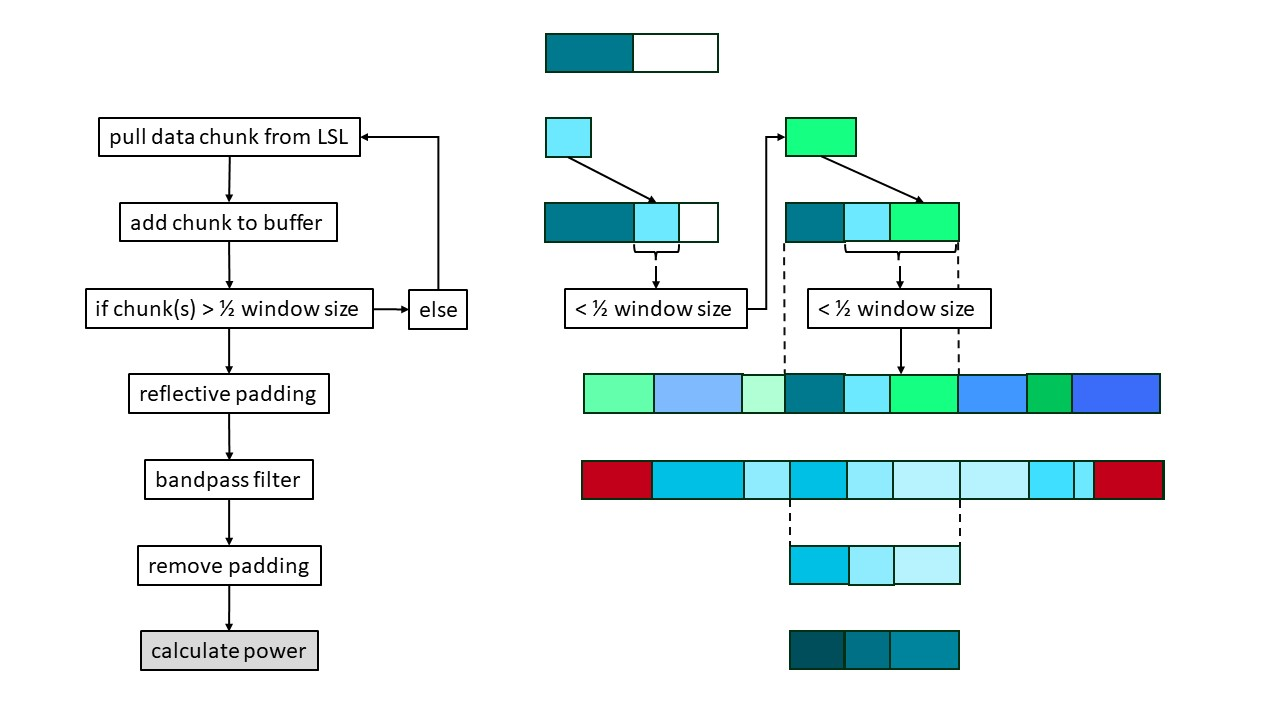 pull data chunk from LSL
add chunk to buffer
if chunk(s) > ½ window size
else
< ½ window size
< ½ window size
reflective padding
bandpass filter
remove padding
calculate power